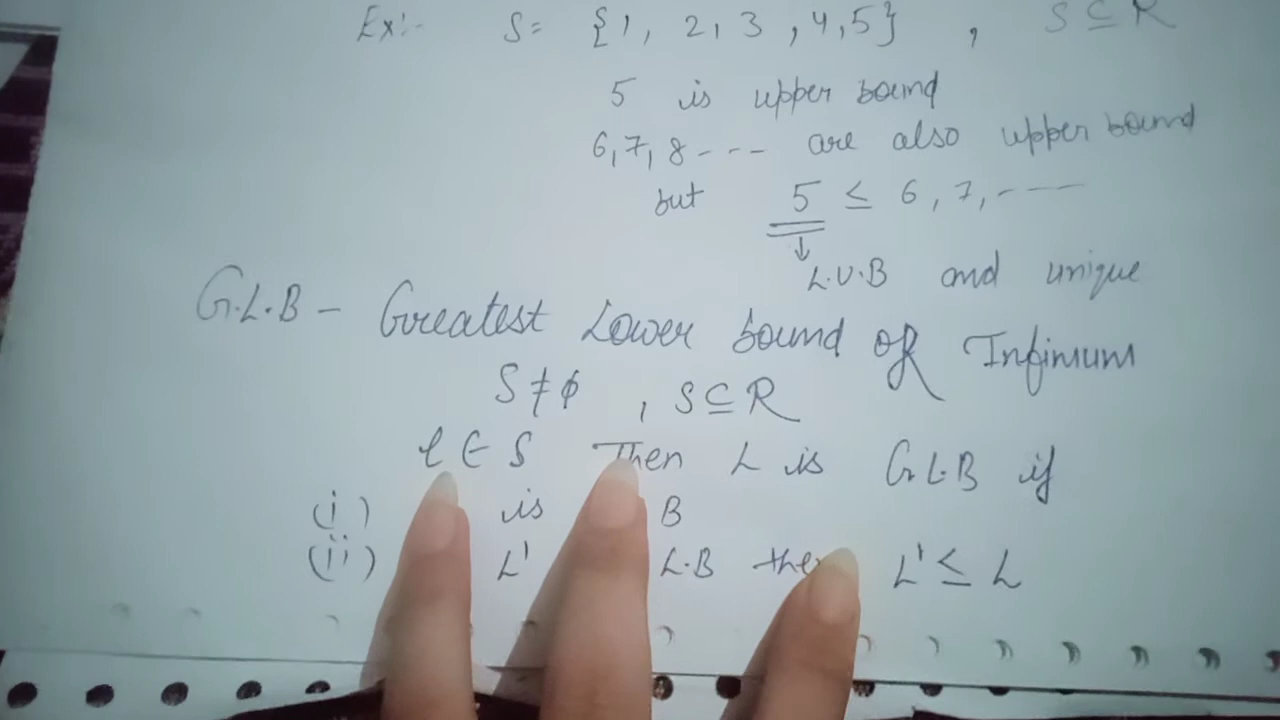 Ex:- S= {1, 2, 3, 4, 5}, S ⊆ R
5 is upper bound
6, 7, 8 - - - are also upper bound
but 5 ≤ 6, 7, - - -
↓
L.U.B and unique
G.L.B - Greatest Lower bound or Infimum
S ≠ ϕ, S ⊆ R
ℓ ∈ S Then L is G.L.B if
(i) is B
(ii) L' L.B then L' ≤ L